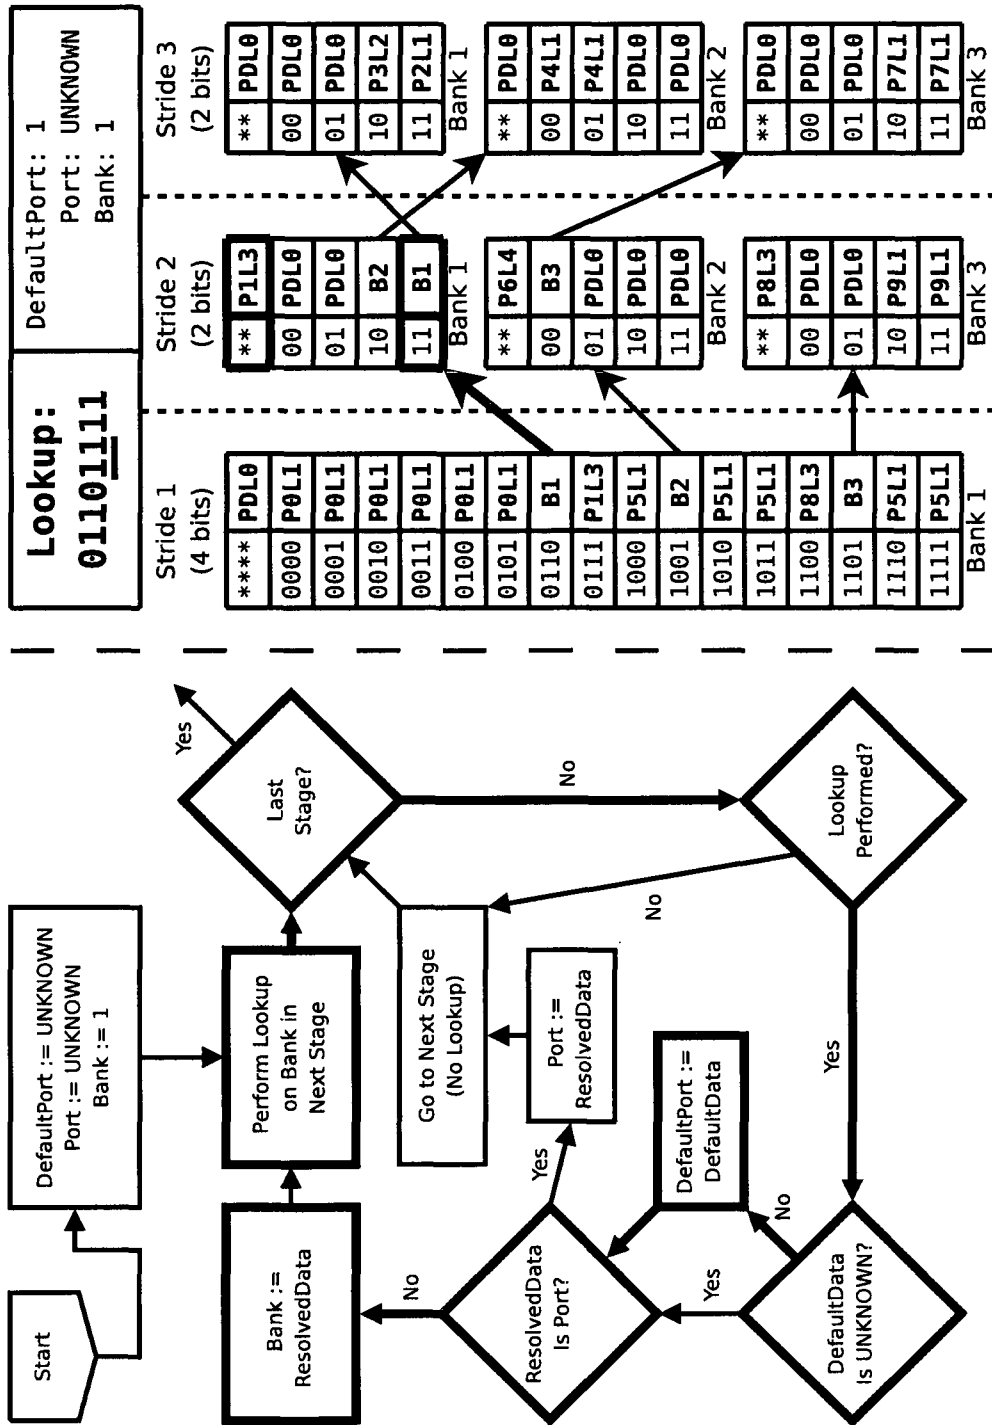 Start
DefaultPort := UNKNOWN
Port := UNKNOWN
Bank := 1
Bank :=
ResolvedData
Perform Lookup
on Bank in
Next Stage
Last
Stage?
Yes
No
ResolvedData
Is Port?
No
Yes
Go to Next Stage
(No Lookup)
Port :=
ResolvedData
No
DefaultPort :=
DefaultData
Yes
No
DefaultData
Is UNKNOWN?
Yes
Lookup
Performed?
Lookup:
01101111
DefaultPort: 1
Port: UNKNOWN
Bank: 1
Stride 1
(4 bits)
**** PDL0
0000 P0L1
0001 P0L1
0010 P0L1
0011 P0L1
0100 P0L1
0101 P0L1
0110 B1
0111 P1L3
1000 P5L1
1001 B2
1010 P5L1
1011 P5L1
1100 P8L3
1101 B3
1110 P5L1
1111 P5L1
Bank 1
Stride 2
(2 bits)
** P1L3
00 PDL0
01 PDL0
10 B2
11 B1
Bank 1
** P6L4
00 B3
01 PDL0
10 PDL0
11 PDL0
Bank 2
** P8L3
00 PDL0
01 PDL0
10 P9L1
11 P9L1
Bank 3
Stride 3
(2 bits)
** PDL0
00 PDL0
01 PDL0
10 P3L2
11 P2L1
Bank 1
** PDL0
00 P4L1
01 P4L1
10 PDL0
11 PDL0
Bank 2
** PDL0
00 PDL0
01 PDL0
10 P7L1
11 P7L1
Bank 3